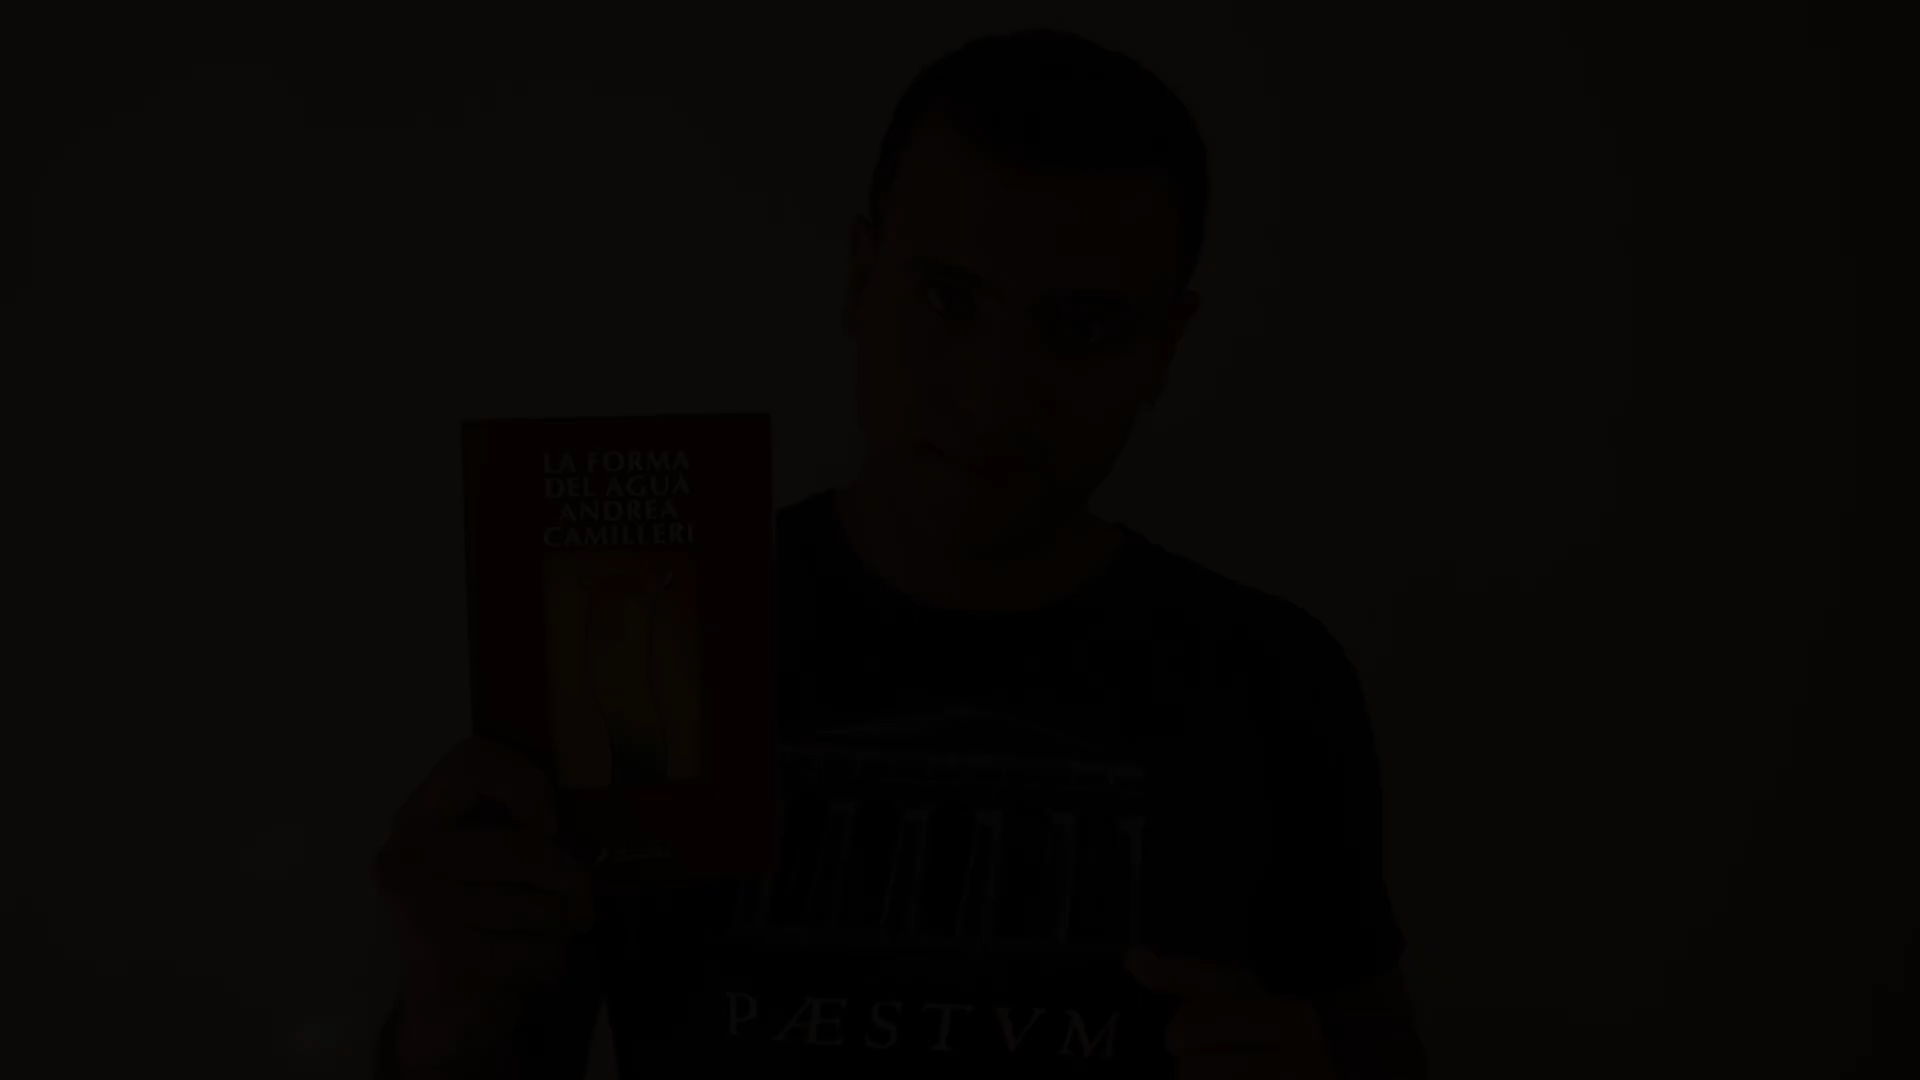 LA FORMA
DEL AGUA
ANDREA
CAMILLERI
PÆSTVM